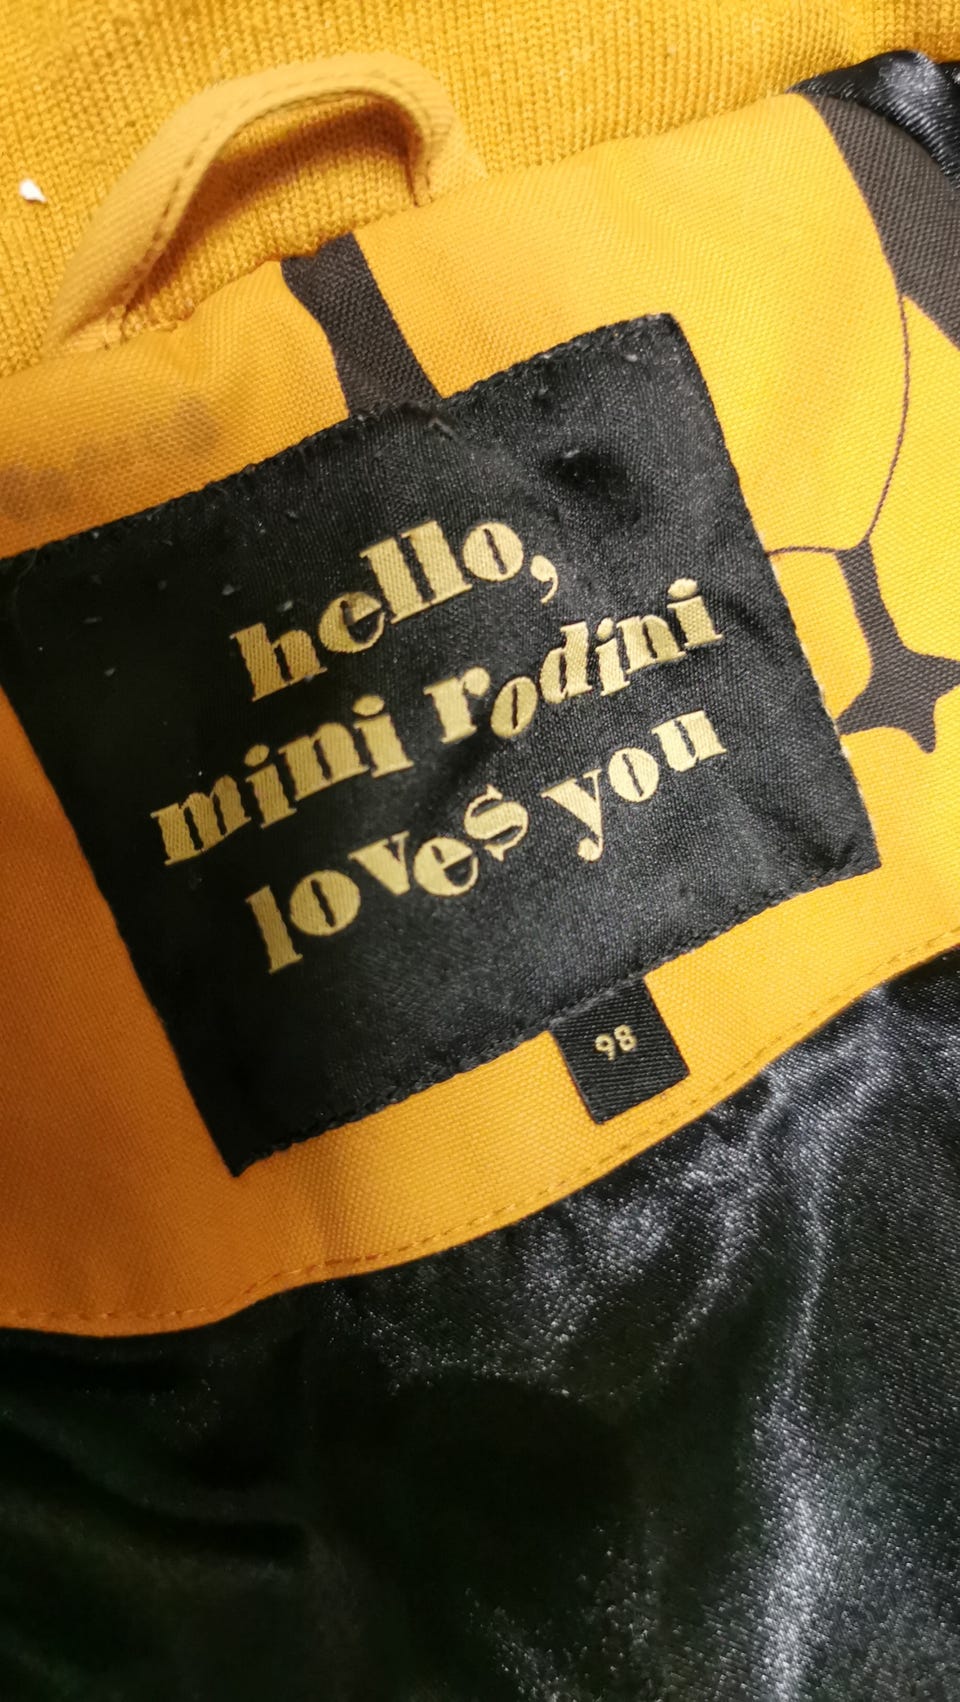 hello,
mini rodini
loves you
98